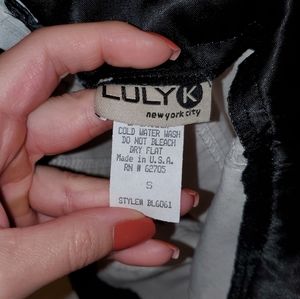 LULY K
new york city
COLD WATER WASH
DO NOT BLEACH
DRY FLAT
Made in U.S.A.
RN # 62705
S
STYLE# BLG061